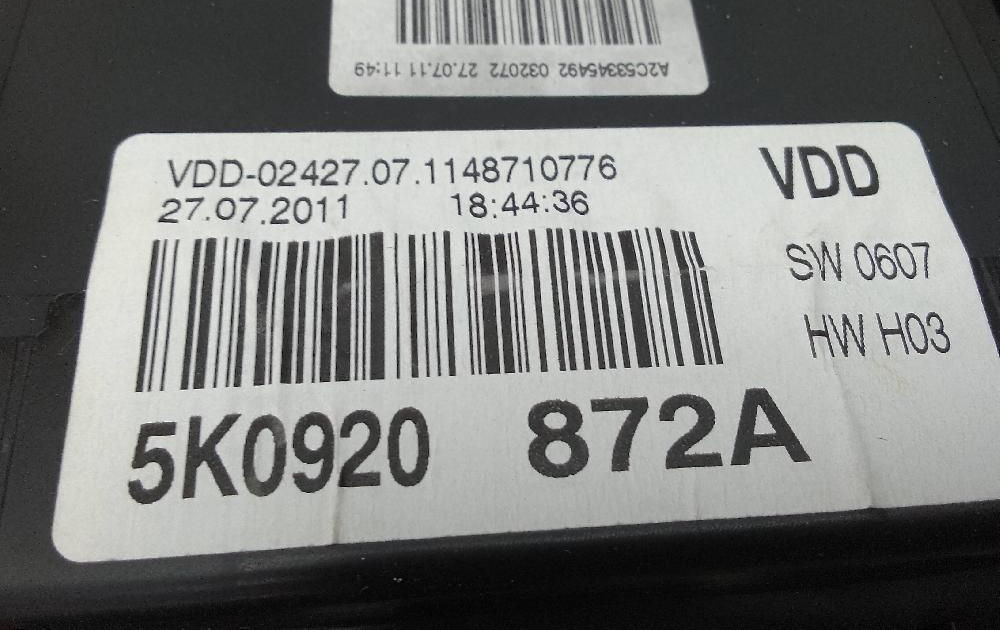 A2C53345492 032072 27.07.11 11:49
VDD-02427.07.1148710776
27.07.2011 18:44:36
VDD
SW 0607
HW H03
5K0920 872A